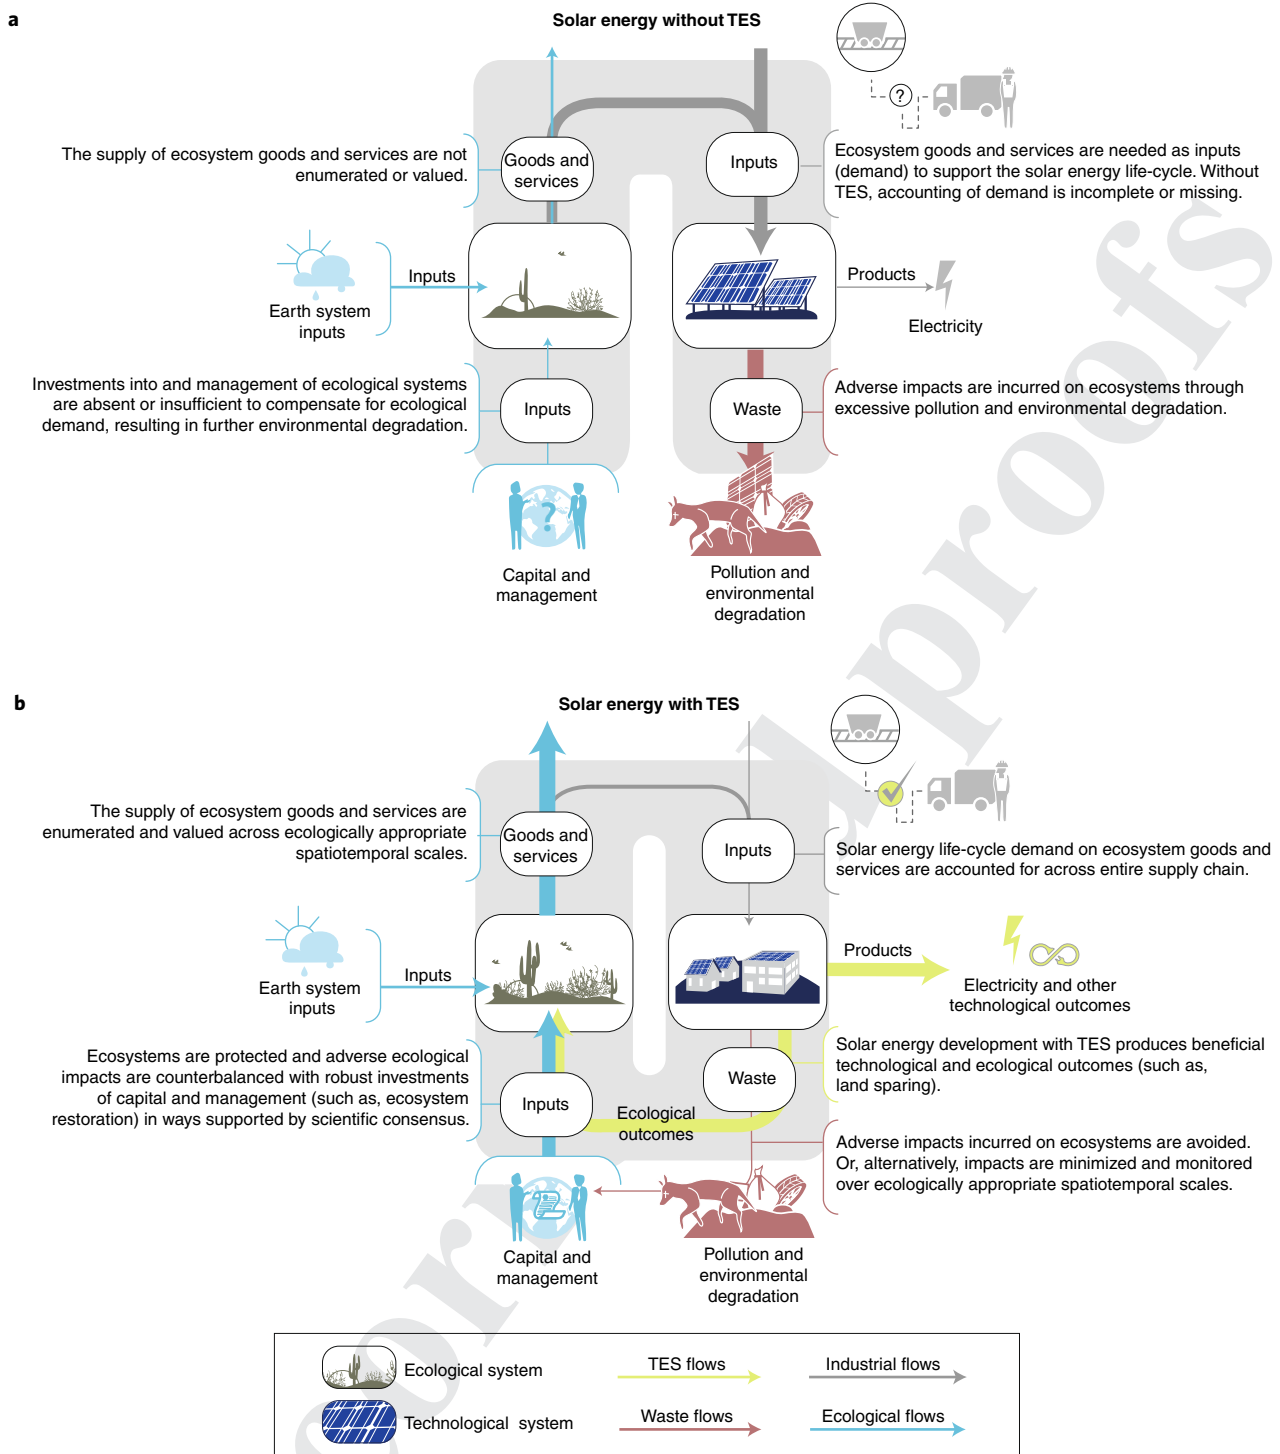 a
Solar energy without TES
?
The supply of ecosystem goods and services are not
enumerated or valued.
Goods and
services
Inputs
Ecosystem goods and services are needed as inputs
(demand) to support the solar energy life-cycle. Without
TES, accounting of demand is incomplete or missing.
Earth system
inputs
Inputs
Products
Electricity
Investments into and management of ecological systems
are absent or insufficient to compensate for ecological
demand, resulting in further environmental degradation.
Inputs
Waste
Adverse impacts are incurred on ecosystems through
excessive pollution and environmental degradation.
?
Capital and
management
Pollution and
environmental
degradation
b
Solar energy with TES
The supply of ecosystem goods and services are
enumerated and valued across ecologically appropriate
spatiotemporal scales.
Goods and
services
Inputs
Solar energy life-cycle demand on ecosystem goods and
services are accounted for across entire supply chain.
Earth system
inputs
Inputs
Products
Electricity and other
technological outcomes
Ecosystems are protected and adverse ecological
impacts are counterbalanced with robust investments
of capital and management (such as, ecosystem
restoration) in ways supported by scientific consensus.
Inputs
Waste
Ecological
outcomes
Solar energy development with TES produces beneficial
technological and ecological outcomes (such as,
land sparing).
Adverse impacts incurred on ecosystems are avoided.
Or, alternatively, impacts are minimized and monitored
over ecologically appropriate spatiotemporal scales.
Capital and
management
Pollution and
environmental
degradation
Ecological system
TES flows
Industrial flows
Technological system
Waste flows
Ecological flows
proofs